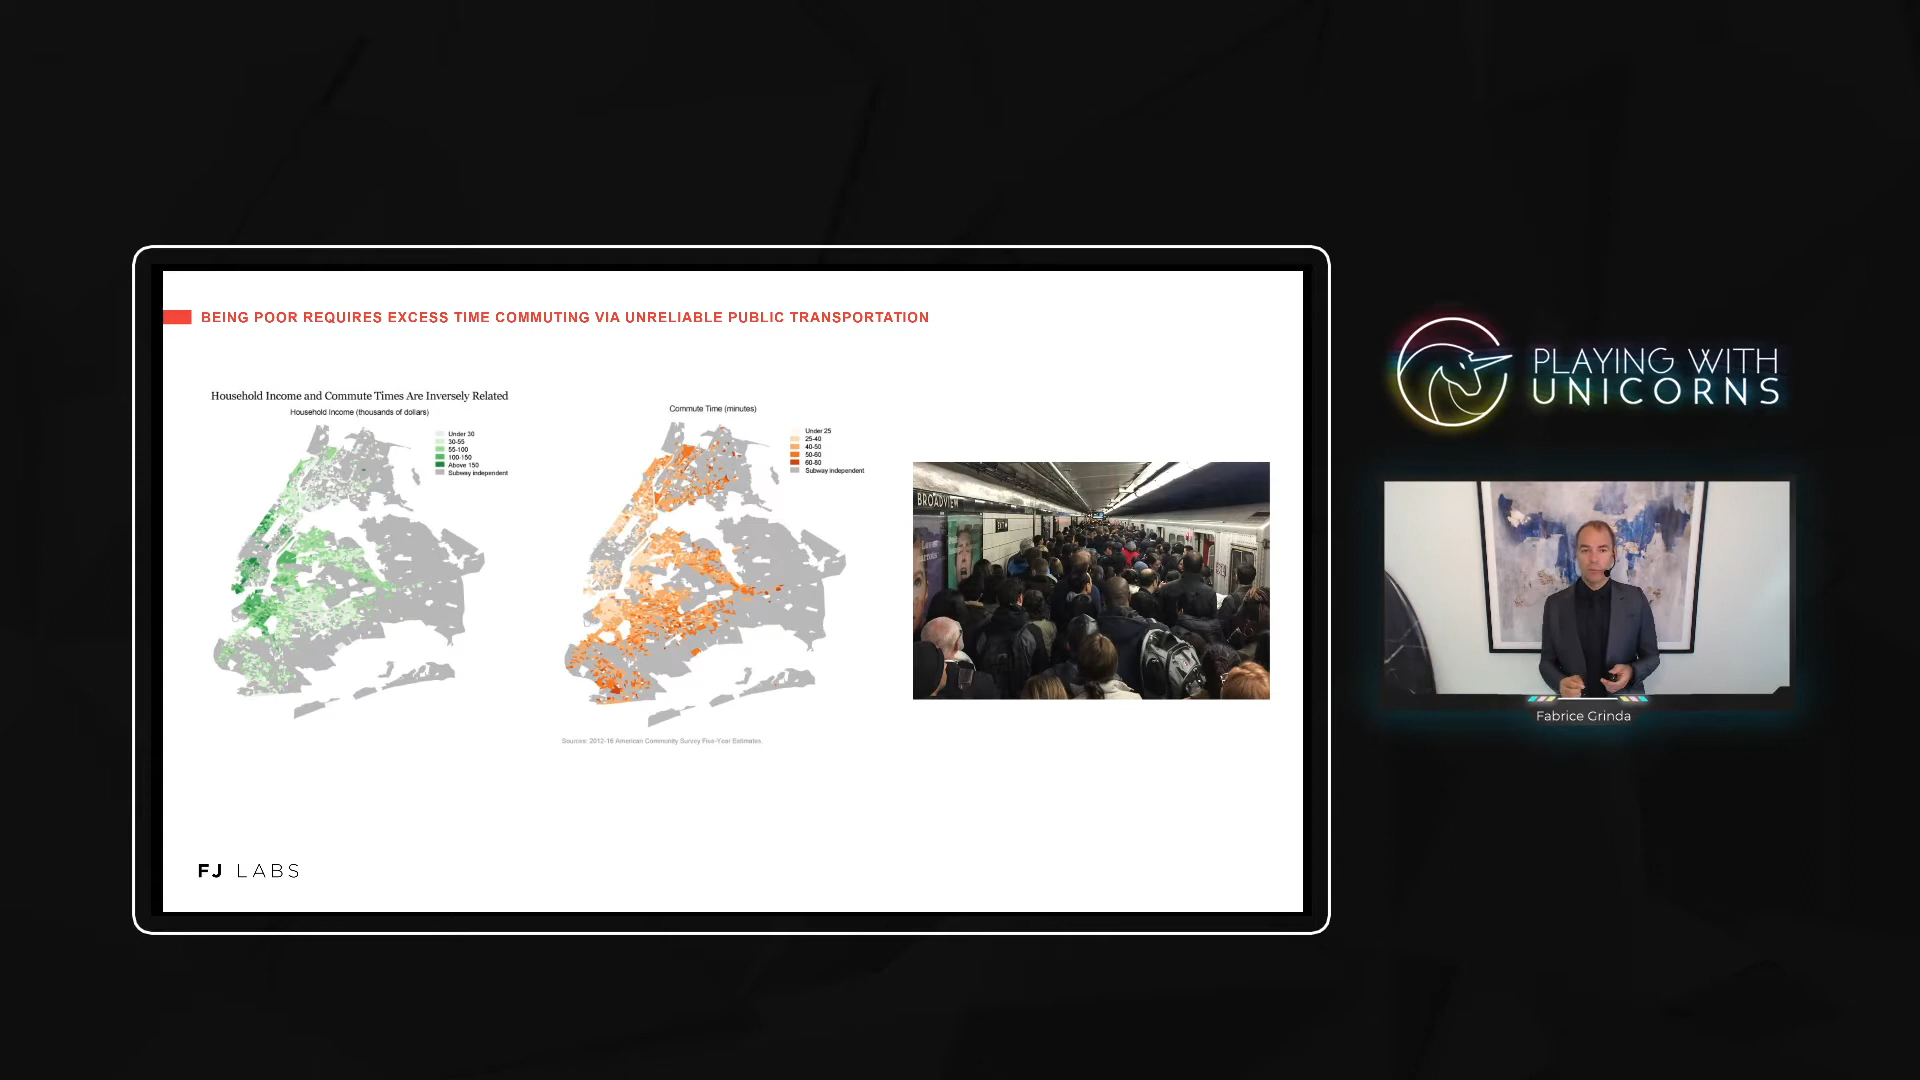 BEING POOR REQUIRES EXCESS TIME COMMUTING VIA UNRELIABLE PUBLIC TRANSPORTATION
Household Income and Commute Times Are Inversely Related
Household Income (thousands of dollars)
Under 30
30-55
55-100
100-150
Above 150
Subway independent
Commute Time (minutes)
Under 25
25-40
40-50
50-60
60-80
Subway independent
Sources: 2012-16 American Community Survey Five-Year Estimates.
BROADVIEW
FJ LABS
PLAYING WITH
UNICORNS
Fabrice Grinda